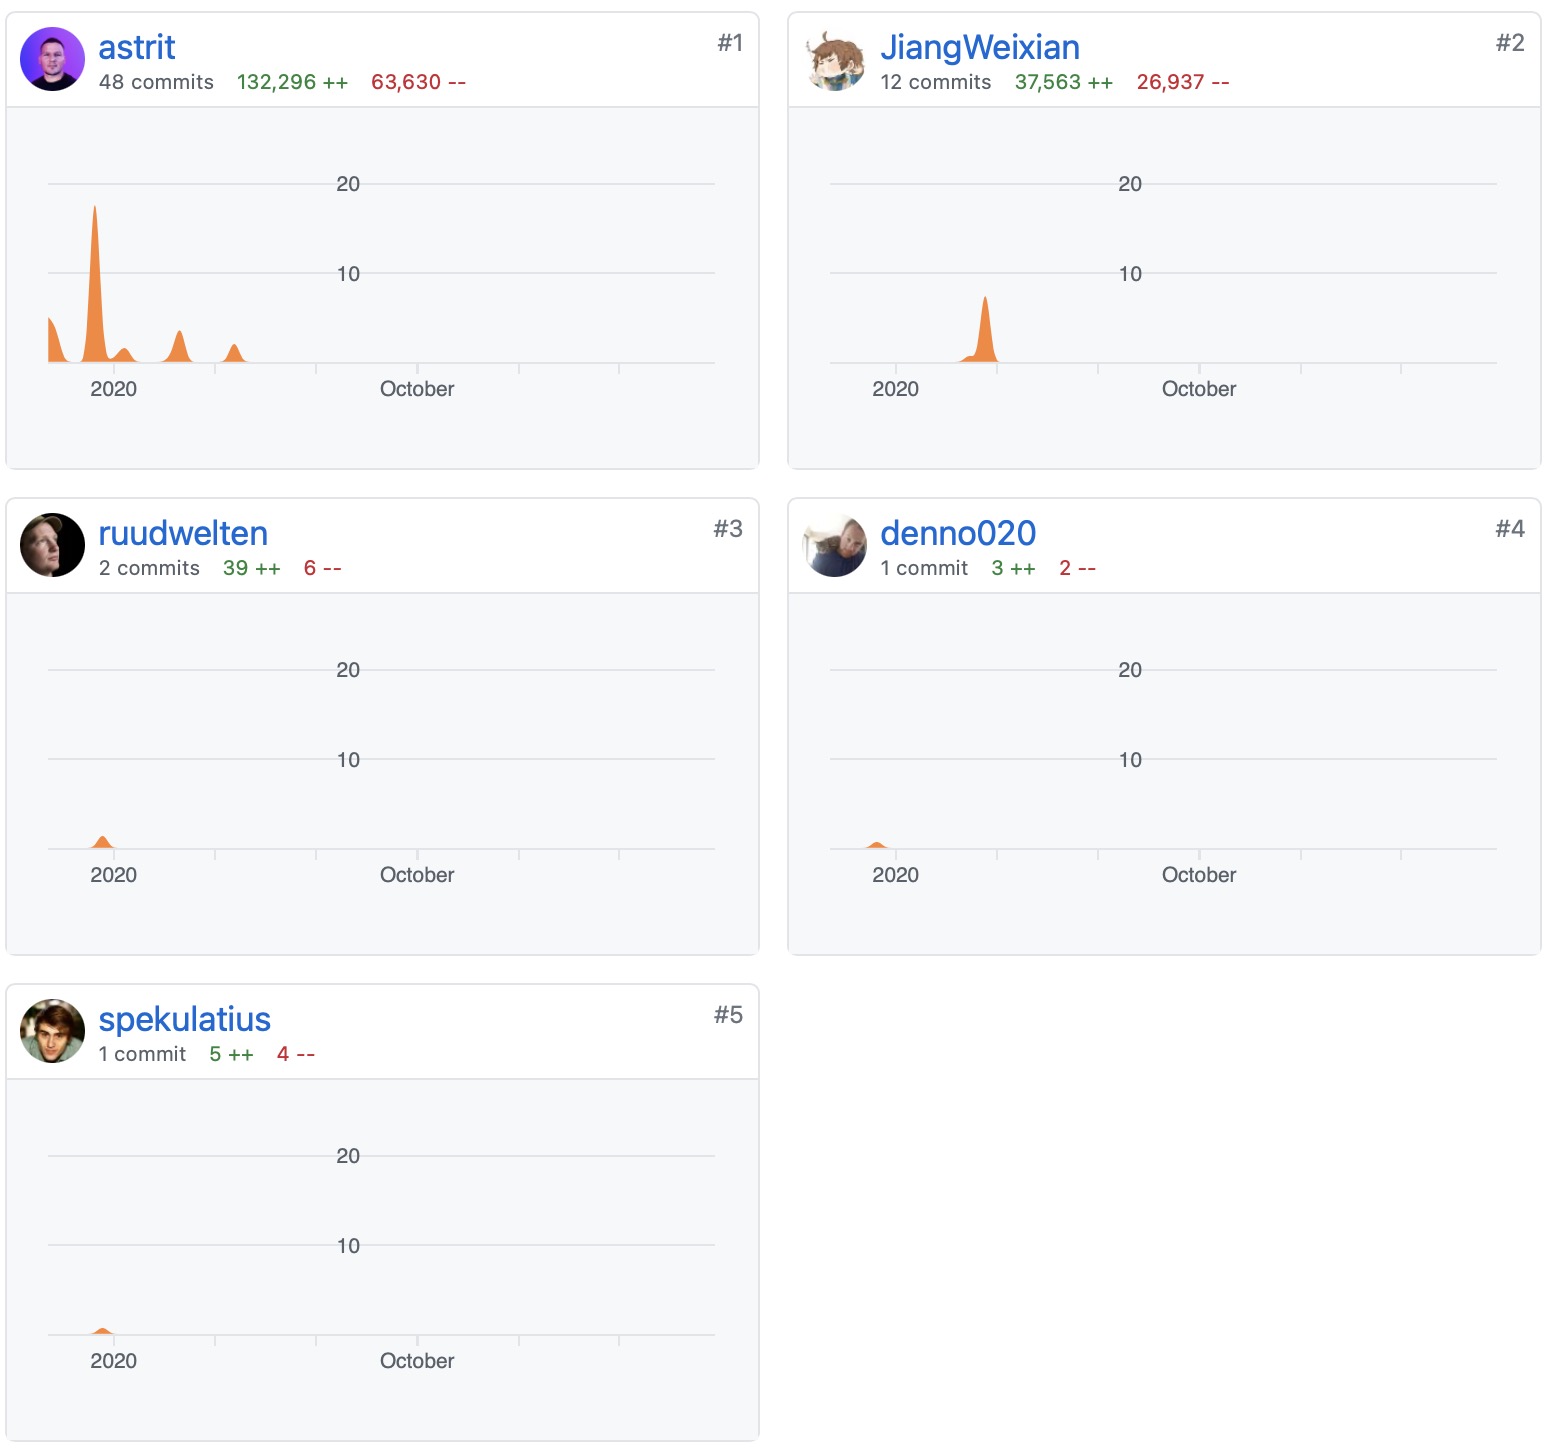 astrit
#1
48 commits 132,296 ++ 63,630 --
20
10
2020 October
JiangWeixian
#2
12 commits 37,563 ++ 26,937 --
20
10
2020 October
ruudwelten
#3
2 commits 39 ++ 6 --
20
10
2020 October
denno020
#4
1 commit 3 ++ 2 --
20
10
2020 October
spekulatius
#5
1 commit 5 ++ 4 --
20
10
2020 October